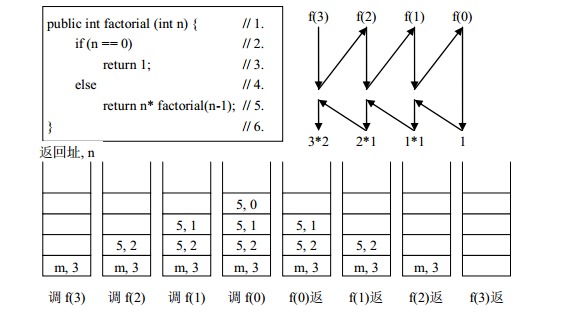 public int factorial (int n) { // 1.
if (n == 0) // 2.
return 1; // 3.
else // 4.
return n* factorial(n-1); // 5.
} // 6.
f(3) f(2) f(1) f(0)
3*2 2*1 1*1 1
返回址, n
5, 0
5, 1 5, 1 5, 1
5, 2 5, 2 5, 2 5, 2 5, 2
m, 3 m, 3 m, 3 m, 3 m, 3 m, 3 m, 3
调 f(3) 调 f(2) 调 f(1) 调 f(0) f(0)返 f(1)返 f(2)返 f(3)返